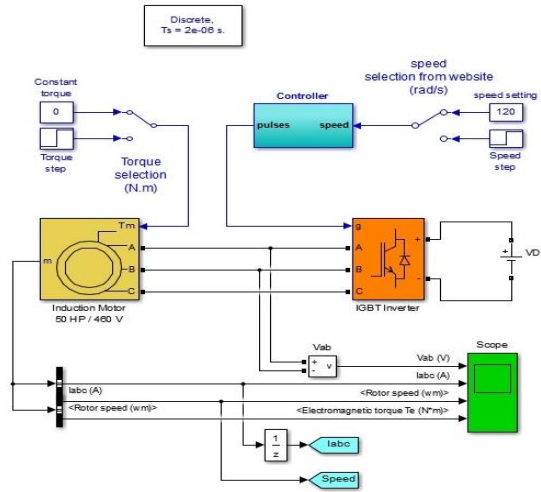 Discrete,
Ts = 2e-06 s.
Constant
torque
0
Torque
step
Torque
selection
(N.m)
Controller
pulses
speed
speed
selection from website
(rad/s)
speed setting
120
Speed
step
m
Tm
A
B
C
Induction Motor
50 HP / 460 V
g
A
B
C
+
-
IGBT Inverter
VD
Vab
+
-
v
Vab (V)
Iabc (A)
<Rotor speed (wm)>
<Electromagnetic torque Te (N*m)>
Scope
Iabc (A)
<Rotor speed (wm)>
1
z
Iabc
Speed